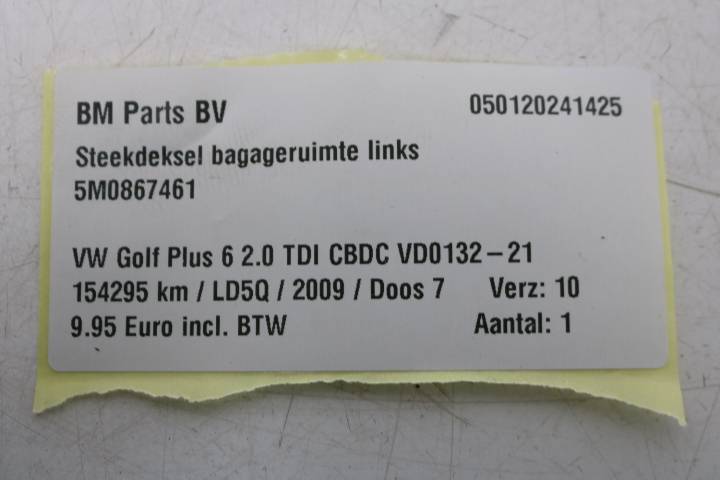 BM Parts BV 050120241425
Steekdeksel bagageruimte links
5M0867461
VW Golf Plus 6 2.0 TDI CBDC VD0132-21
154295 km / LD5Q / 2009 / Doos 7 Verz: 10
9.95 Euro incl. BTW Aantal: 1